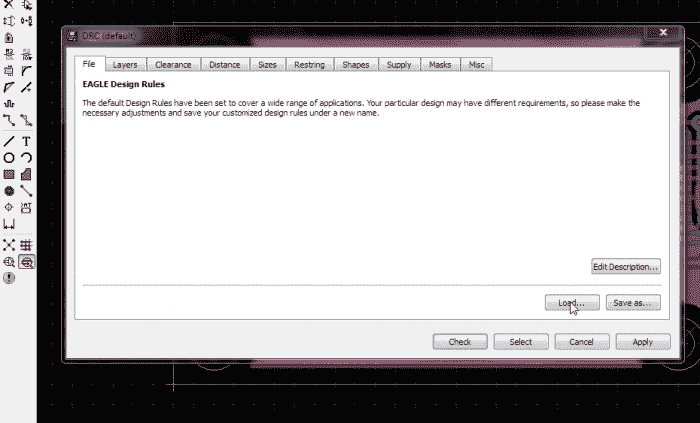 DRC (default)
File Layers Clearance Distance Sizes Restring Shapes Supply Masks Misc
EAGLE Design Rules
The default Design Rules have been set to cover a wide range of applications. Your particular design may have different requirements, so please make the
necessary adjustments and save your customized design rules under a new name.
Edit Description...
Load... Save as...
Check Select Cancel Apply